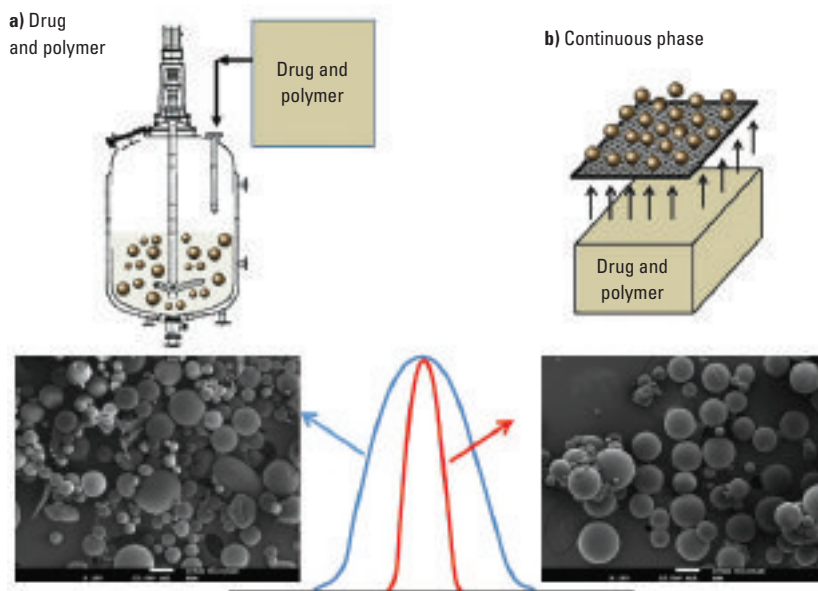 a) Drug
and polymer
Drug and
polymer
b) Continuous phase
Drug and
polymer